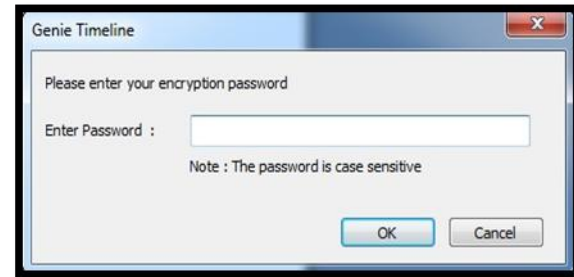 Genie Timeline
Please enter your encryption password
Enter Password :
Note : The password is case sensitive
OK
Cancel